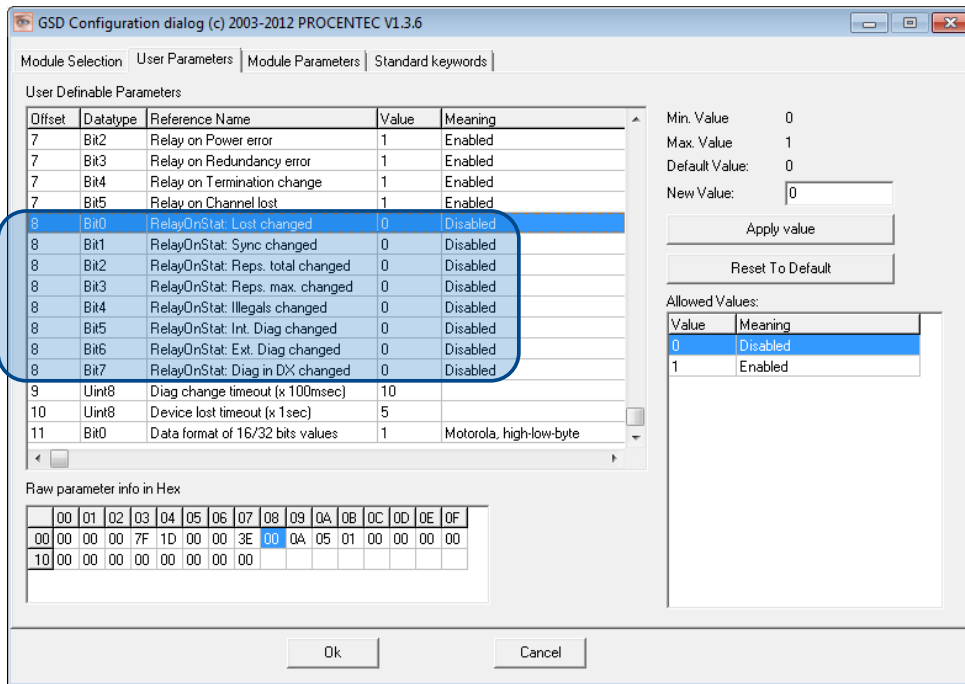 GSD Configuration dialog (c) 2003-2012 PROCENTEC V1.3.6
Module Selection User Parameters Module Parameters Standard keywords
User Definable Parameters
Offset Datatype Reference Name Value Meaning
7 Bit2 Relay on Power error 1 Enabled
7 Bit3 Relay on Redundancy error 1 Enabled
7 Bit4 Relay on Termination change 1 Enabled
7 Bit5 Relay on Channel lost 1 Enabled
8 Bit0 RelayOnStat: Lost changed 0 Disabled
8 Bit1 RelayOnStat: Sync changed 0 Disabled
8 Bit2 RelayOnStat: Reps. total changed 0 Disabled
8 Bit3 RelayOnStat: Reps. max. changed 0 Disabled
8 Bit4 RelayOnStat: Illegals changed 0 Disabled
8 Bit5 RelayOnStat: Int. Diag changed 0 Disabled
8 Bit6 RelayOnStat: Ext. Diag changed 0 Disabled
8 Bit7 RelayOnStat: Diag in DX changed 0 Disabled
9 Uint8 Diag change timeout (x 100msec) 10
10 Uint8 Device lost timeout (x 1sec) 5
11 Bit0 Data format of 16/32 bits values 1 Motorola, high-low-byte
Min. Value 0
Max. Value 1
Default Value: 0
New Value: 0
Apply value
Reset To Default
Allowed Values:
Value Meaning
0 Disabled
1 Enabled
Raw parameter info in Hex
00 01 02 03 04 05 06 07 08 09 0A 0B 0C 0D 0E 0F
00 00 00 00 7F 1D 00 00 3E 00 0A 05 01 00 00 00 00
10 00 00 00 00 00 00 00 00
Ok Cancel